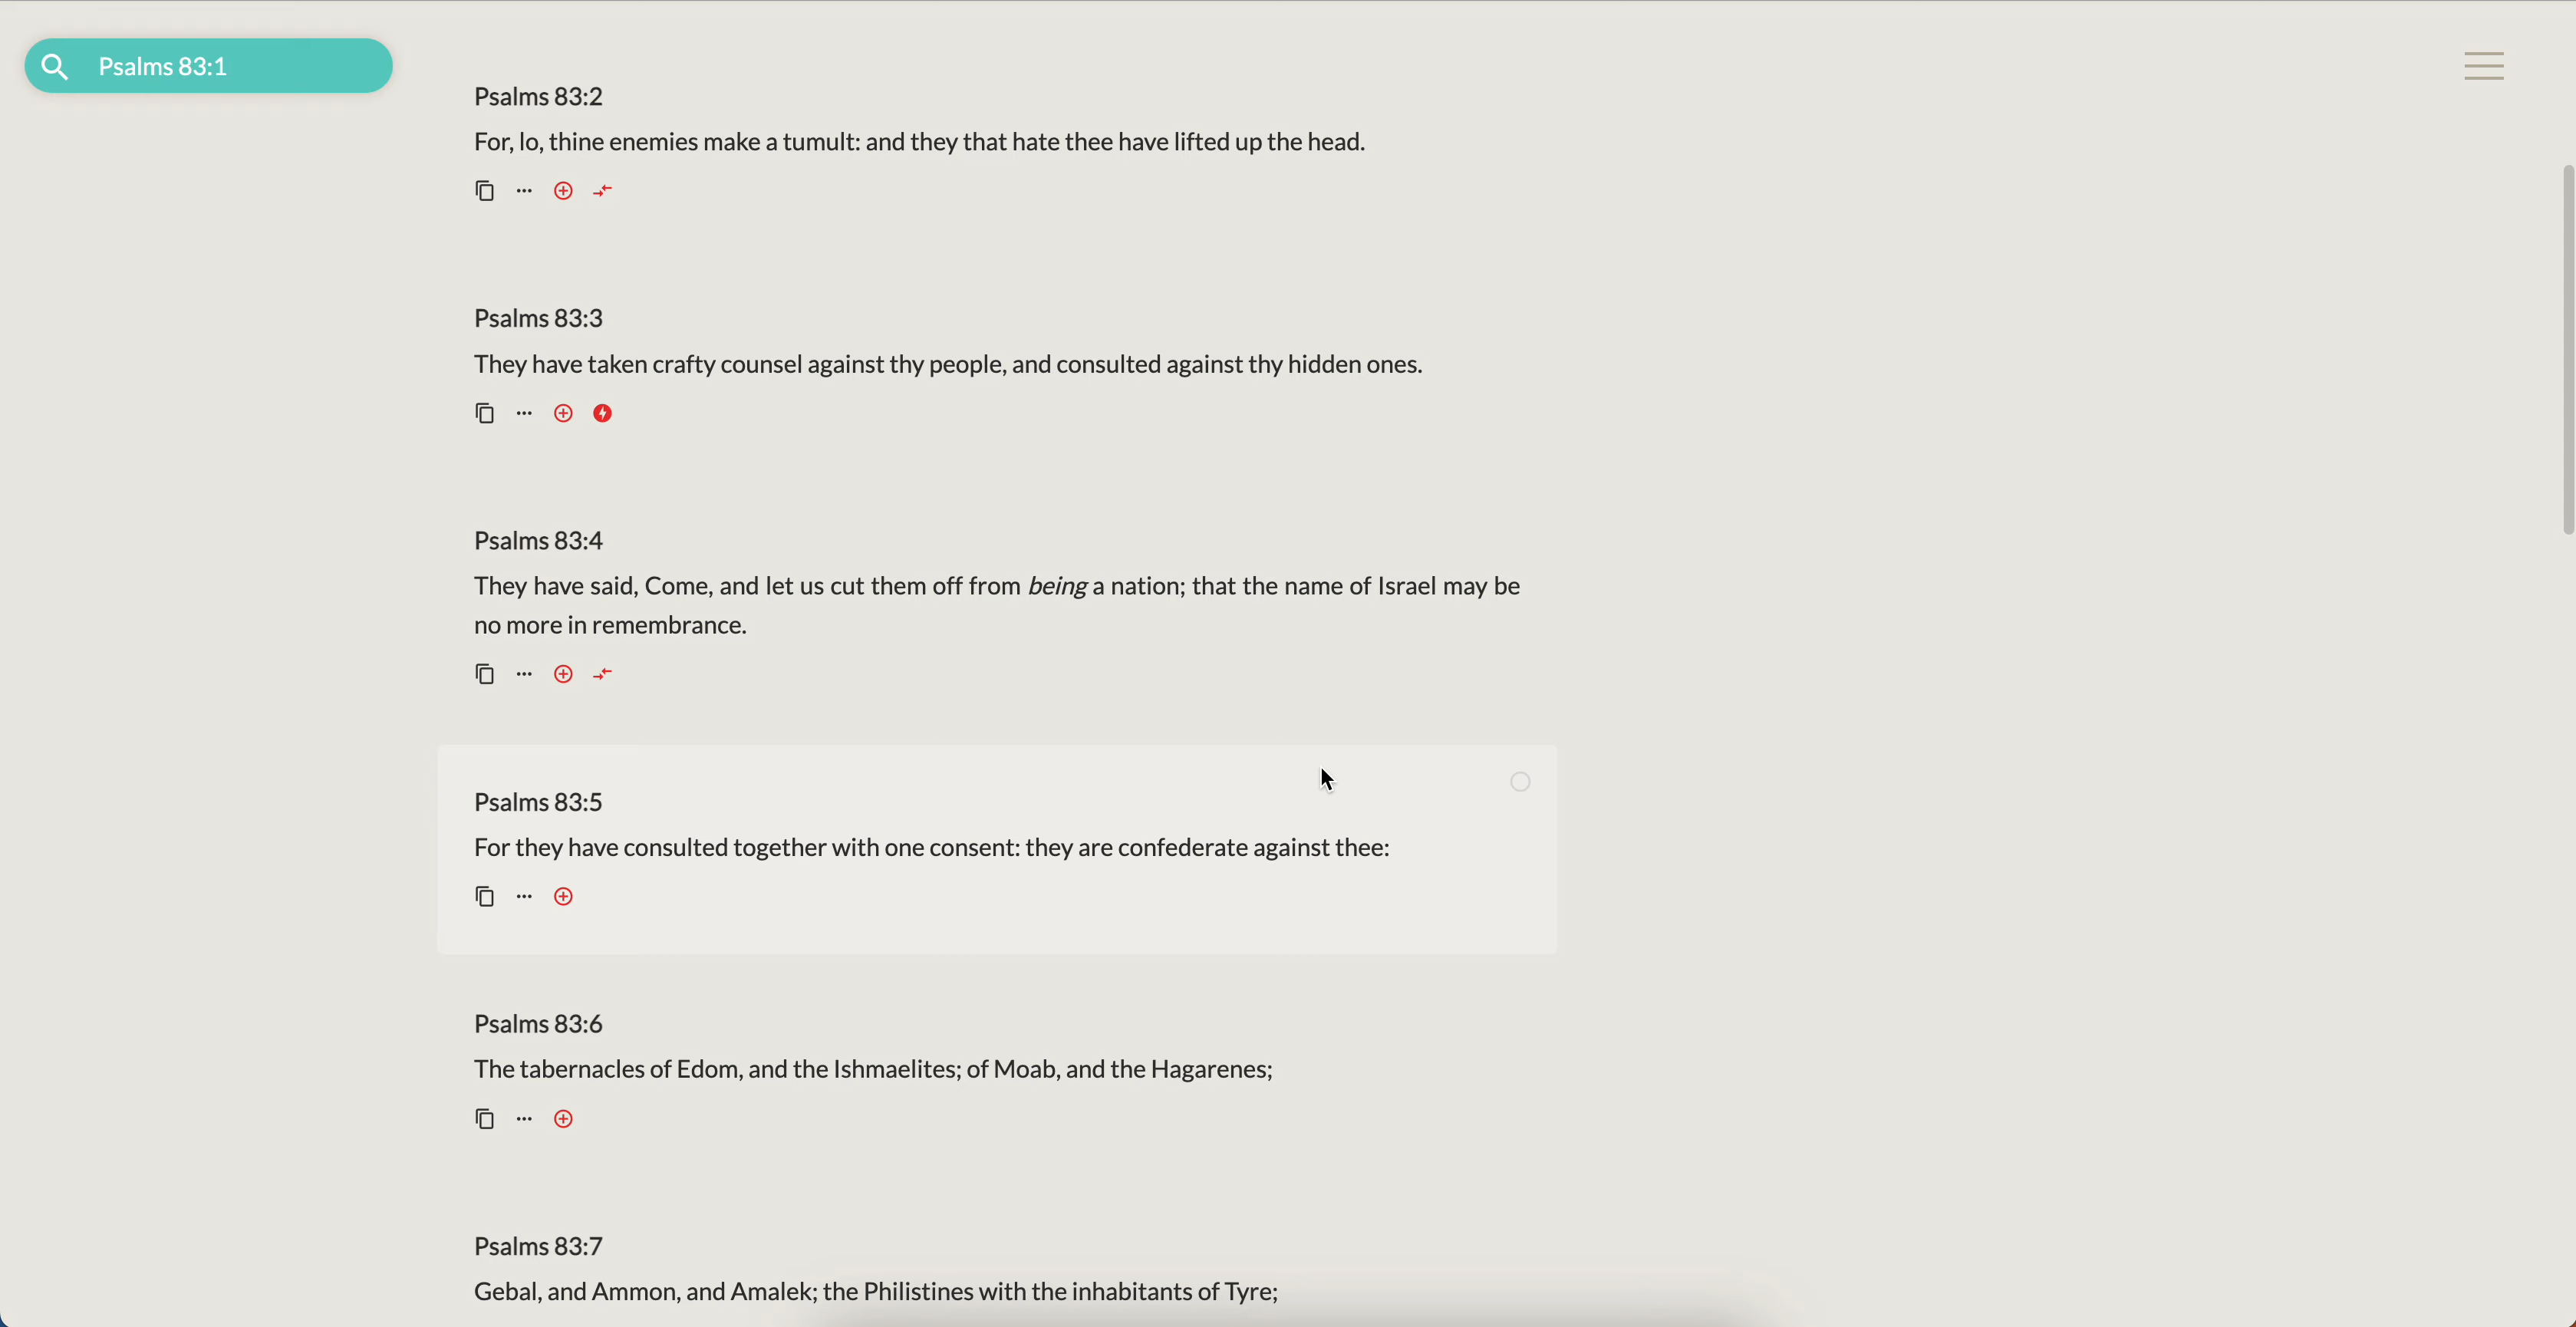 Psalms 83:1
Psalms 83:2
For, lo, thine enemies make a tumult: and they that hate thee have lifted up the head.
Psalms 83:3
They have taken crafty counsel against thy people, and consulted against thy hidden ones.
Psalms 83:4
They have said, Come, and let us cut them off from being a nation; that the name of Israel may be
no more in remembrance.
Psalms 83:5
For they have consulted together with one consent: they are confederate against thee:
Psalms 83:6
The tabernacles of Edom, and the Ishmaelites; of Moab, and the Hagarenes;
Psalms 83:7
Gebal, and Ammon, and Amalek; the Philistines with the inhabitants of Tyre;